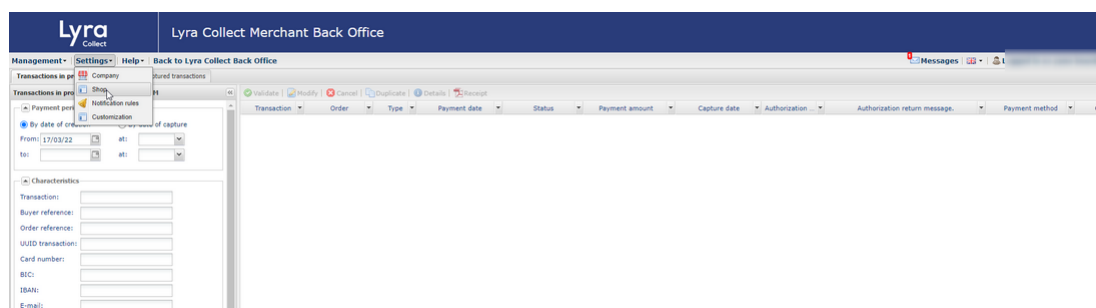 Lyra
Collect
Lyra Collect Merchant Back Office
Management Settings Help Back to Lyra Collect Back Office
Messages
Transactions in pr
tured transactions
Company
Shop
Notification rules
Customization
Transactions in pr
Validate Modify Cancel Duplicate Details Receipt
Transaction Order Type Payment date Status Payment amount Capture date Authorization ... Authorization return message. Payment method
Payment peri
By date of creation
By date of capture
From: 17/03/22 at:
to: at:
Characteristics
Transaction:
Buyer reference:
Order reference:
UUID transaction:
Card number:
BIC:
IBAN:
E-mail: